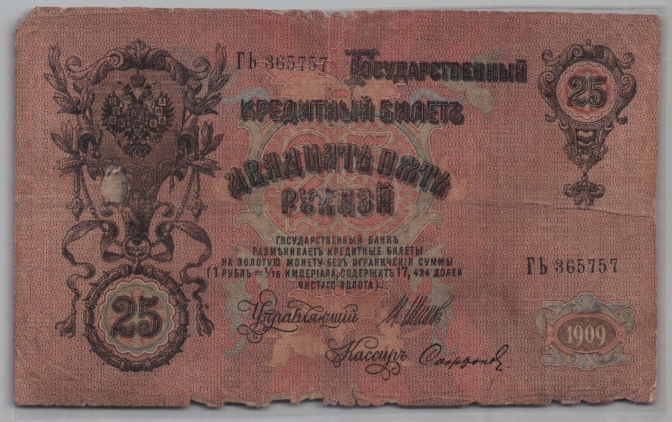 ГЬ 365757
Государственный
Кредитный Билетъ
Двадцать Пять
Рублей
25
ГОСУДАРСТВЕННЫЙ БАНКЪ
РАЗМѢНИВАЕТЪ КРЕДИТНЫЕ БИЛЕТЫ
НА ЗОЛОТУЮ МОНЕТУ БЕЗЪ ОГРАНИЧЕНІЯ СУММЫ
(1 РУБЛЬ = 1/15 ИМПЕРІАЛА, СОДЕРЖИТЪ 17,424 ДОЛЕЙ
ЧИСТАГО ЗОЛОТА).
ГЬ 365757
25
Управляющій
1909
Кассиръ